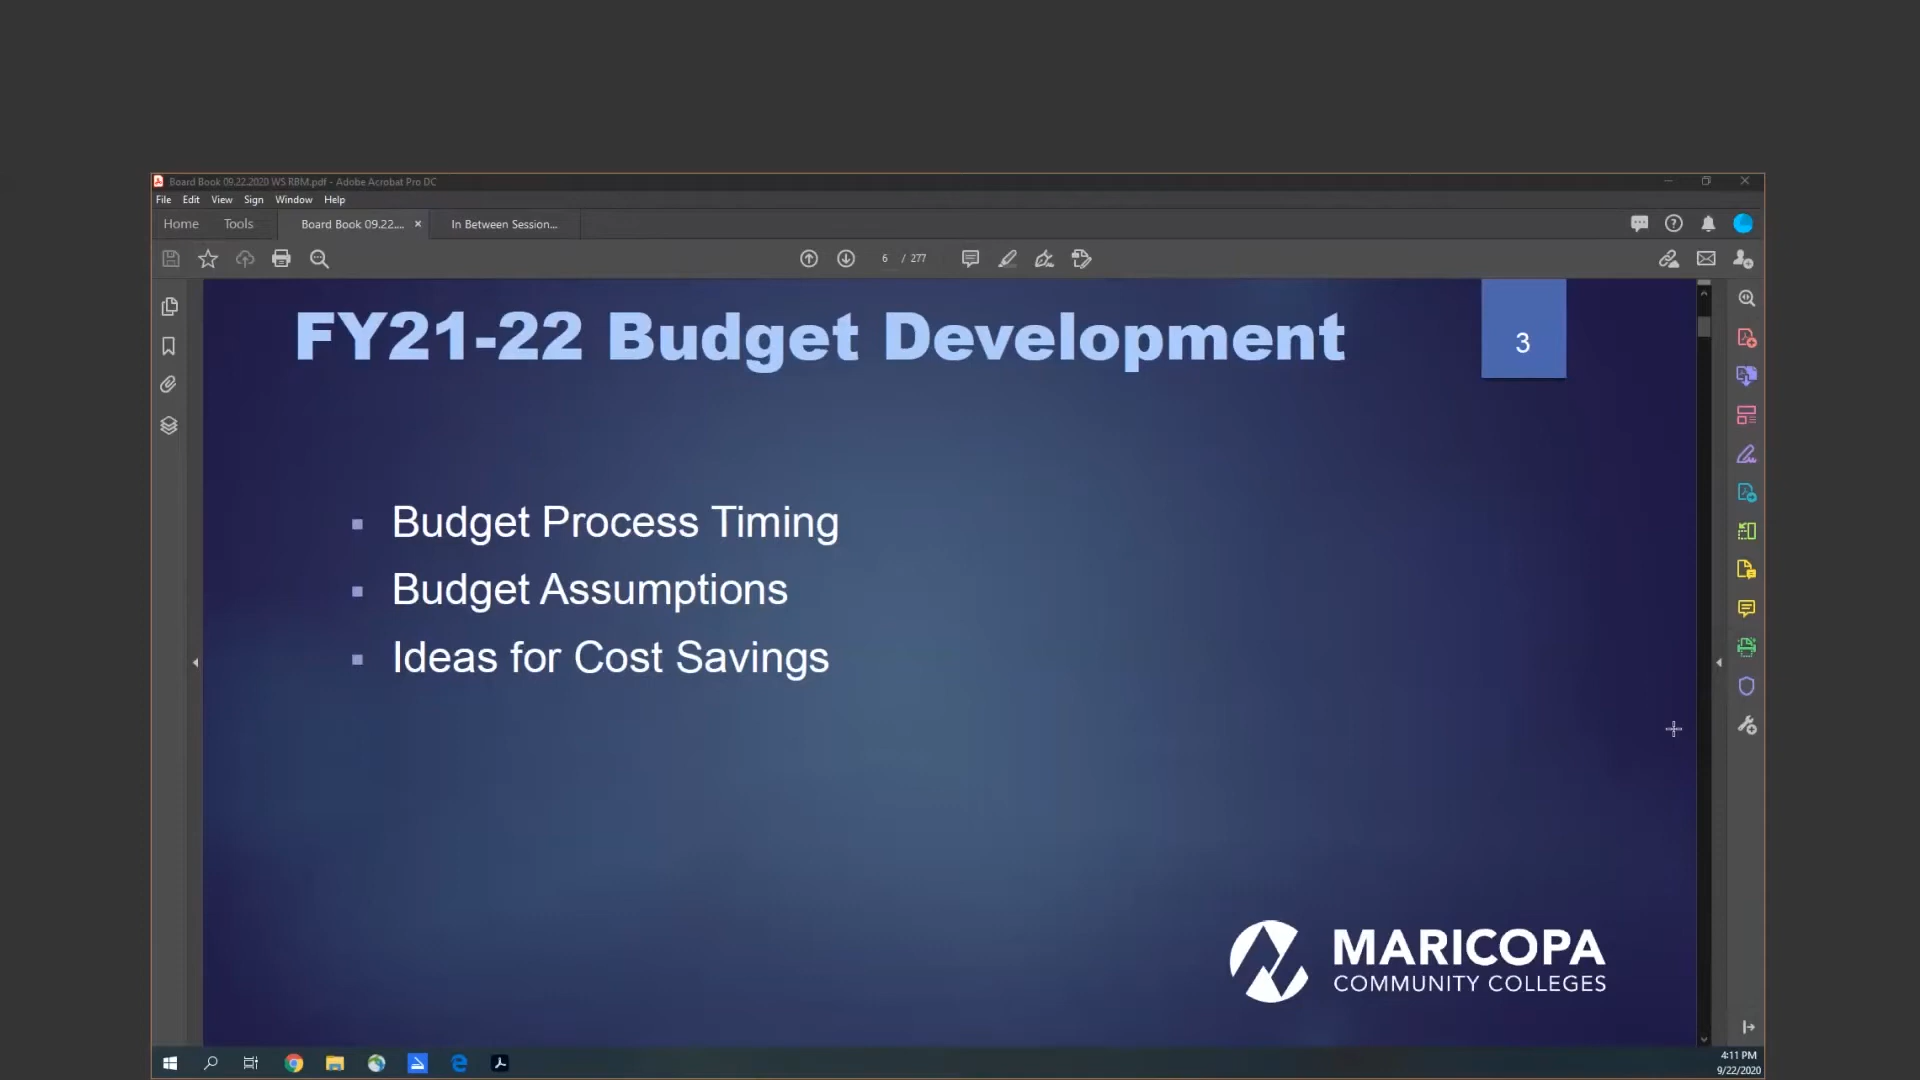 Board Book 09.22.2020 WS RBM.pdf - Adobe Acrobat Pro DC
File Edit View Sign Window Help
Home Tools Board Book 09.22.... × In Between Session...
6 / 277
FY21-22 Budget Development
3
Budget Process Timing
Budget Assumptions
Ideas for Cost Savings
MARICOPA
COMMUNITY COLLEGES
4:11 PM
9/22/2020